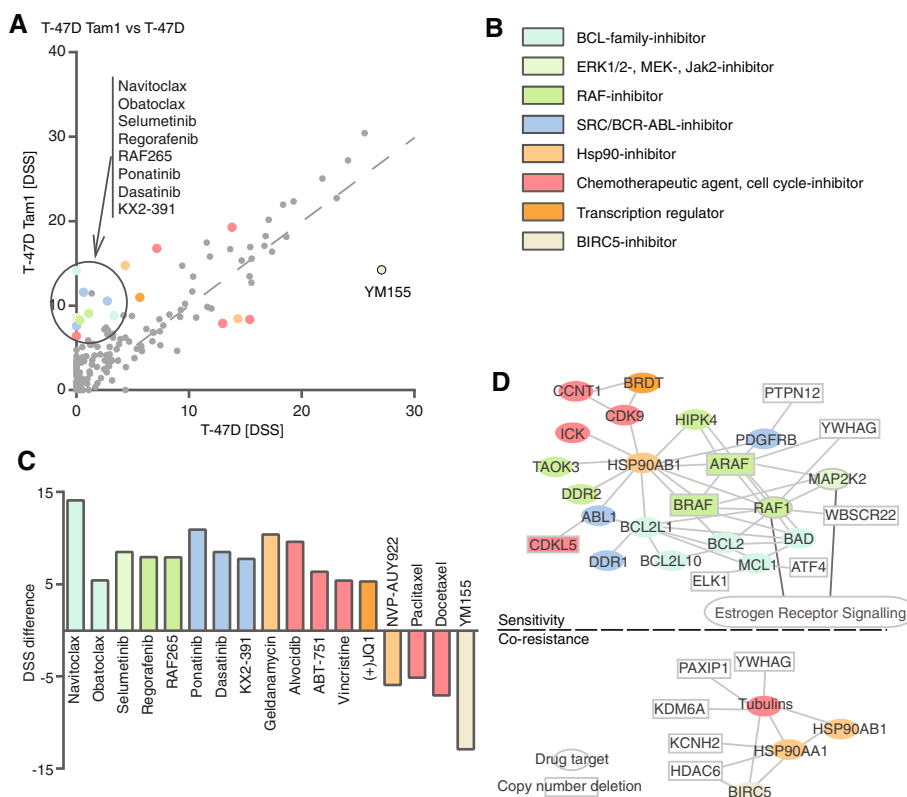 A
T-47D Tam1 vs T-47D
40
30
20
10
0
T-47D Tam1 [DSS]
Navitoclax
Obatoclax
Selumetinib
Regorafenib
RAF265
Ponatinib
Dasatinib
KX2-391
YM155
0
10
20
30
T-47D [DSS]
B
BCL-family-inhibitor
ERK1/2-, MEK-, Jak2-inhibitor
RAF-inhibitor
SRC/BCR-ABL-inhibitor
Hsp90-inhibitor
Chemotherapeutic agent, cell cycle-inhibitor
Transcription regulator
BIRC5-inhibitor
C
15
5
-5
-15
DSS difference
Navitoclax
Obatoclax
Selumetinib
Regorafenib
RAF265
Ponatinib
Dasatinib
KX2-391
Geldanamycin
Alvocidib
ABT-751
Vincristine
(+)JQ1
NVP-AUY922
Paclitaxel
Docetaxel
YM155
D
CCNT1
BRDT
PTPN12
CDK9
HIPK4
YWHAG
ICK
PDGFRB
TAOK3
HSP90AB1
ARAF
MAP2K2
DDR2
BRAF
RAF1
ABL1
WBSCR22
BCL2L1
CDKL5
BCL2
BAD
DDR1
BCL2L10
MCL1
ATF4
ELK1
Estrogen Receptor Signalling
Sensitivity
Co-resistance
PAXIP1
YWHAG
KDM6A
Tubulins
HSP90AB1
KCNH2
HSP90AA1
Drug target
HDAC6
Copy number deletion
BIRC5